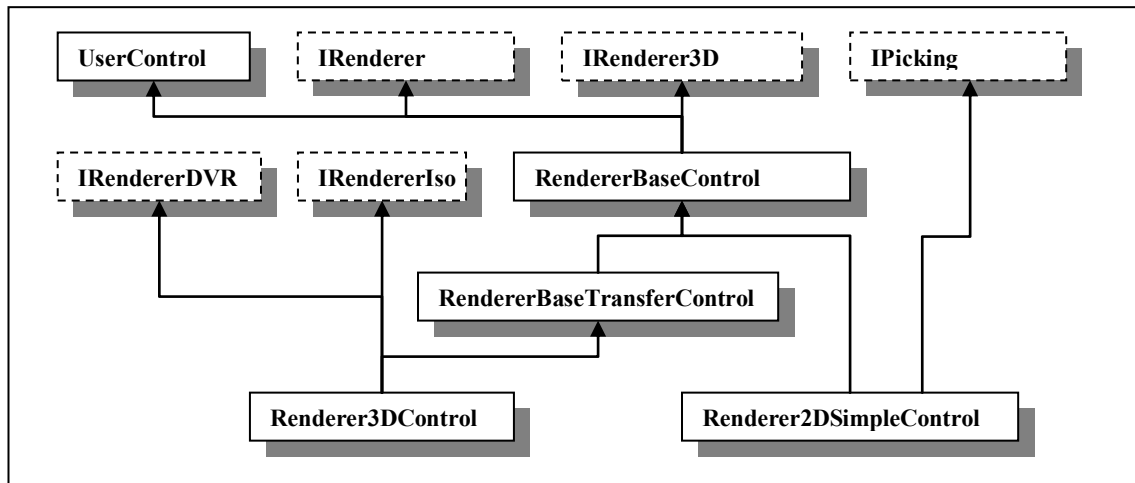 UserControl
IRenderer
IRenderer3D
IPicking
IRendererDVR
IRendererIso
RendererBaseControl
RendererBaseTransferControl
Renderer3DControl
Renderer2DSimpleControl